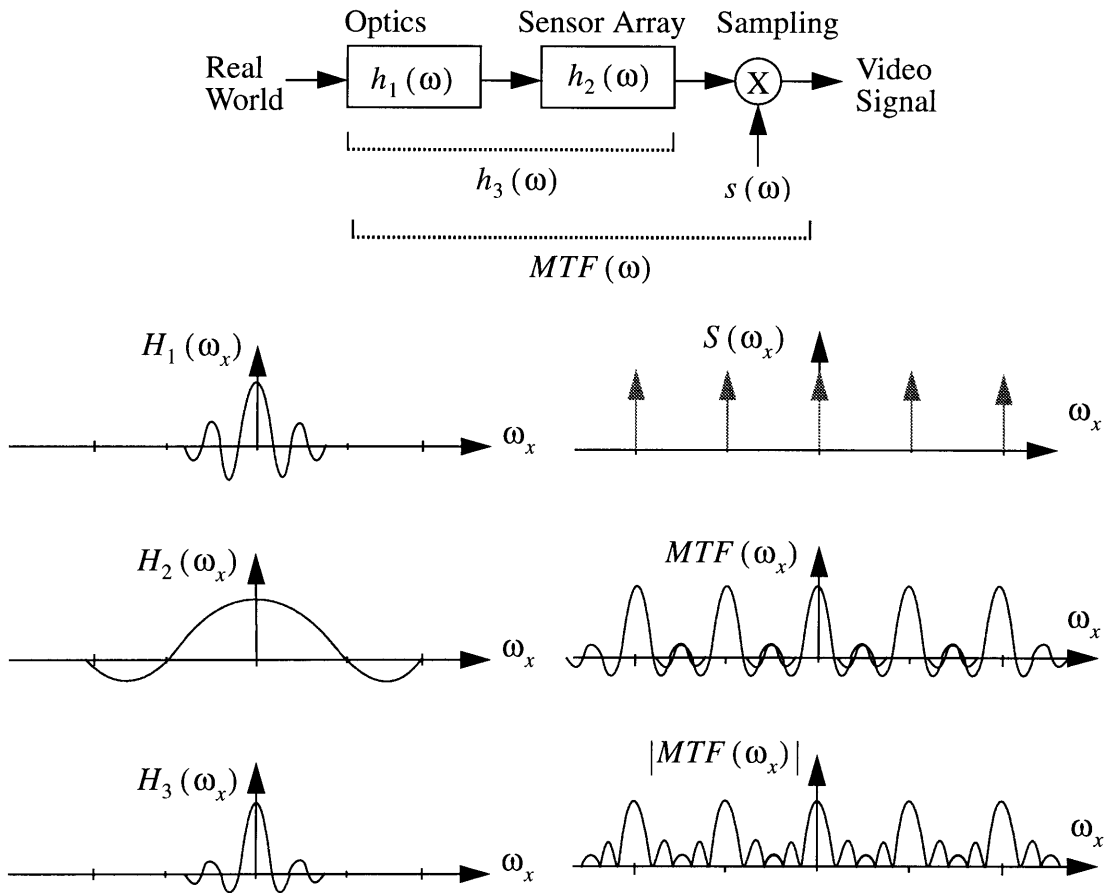 Optics Sensor Array Sampling
Real World
h₁(ω)
h₂(ω)
X
Video Signal
h₃(ω)
s(ω)
MTF(ω)
H₁(ωₓ)
ωₓ
S(ωₓ)
ωₓ
H₂(ωₓ)
ωₓ
MTF(ωₓ)
ωₓ
H₃(ωₓ)
ωₓ
|MTF(ωₓ)|
ωₓ